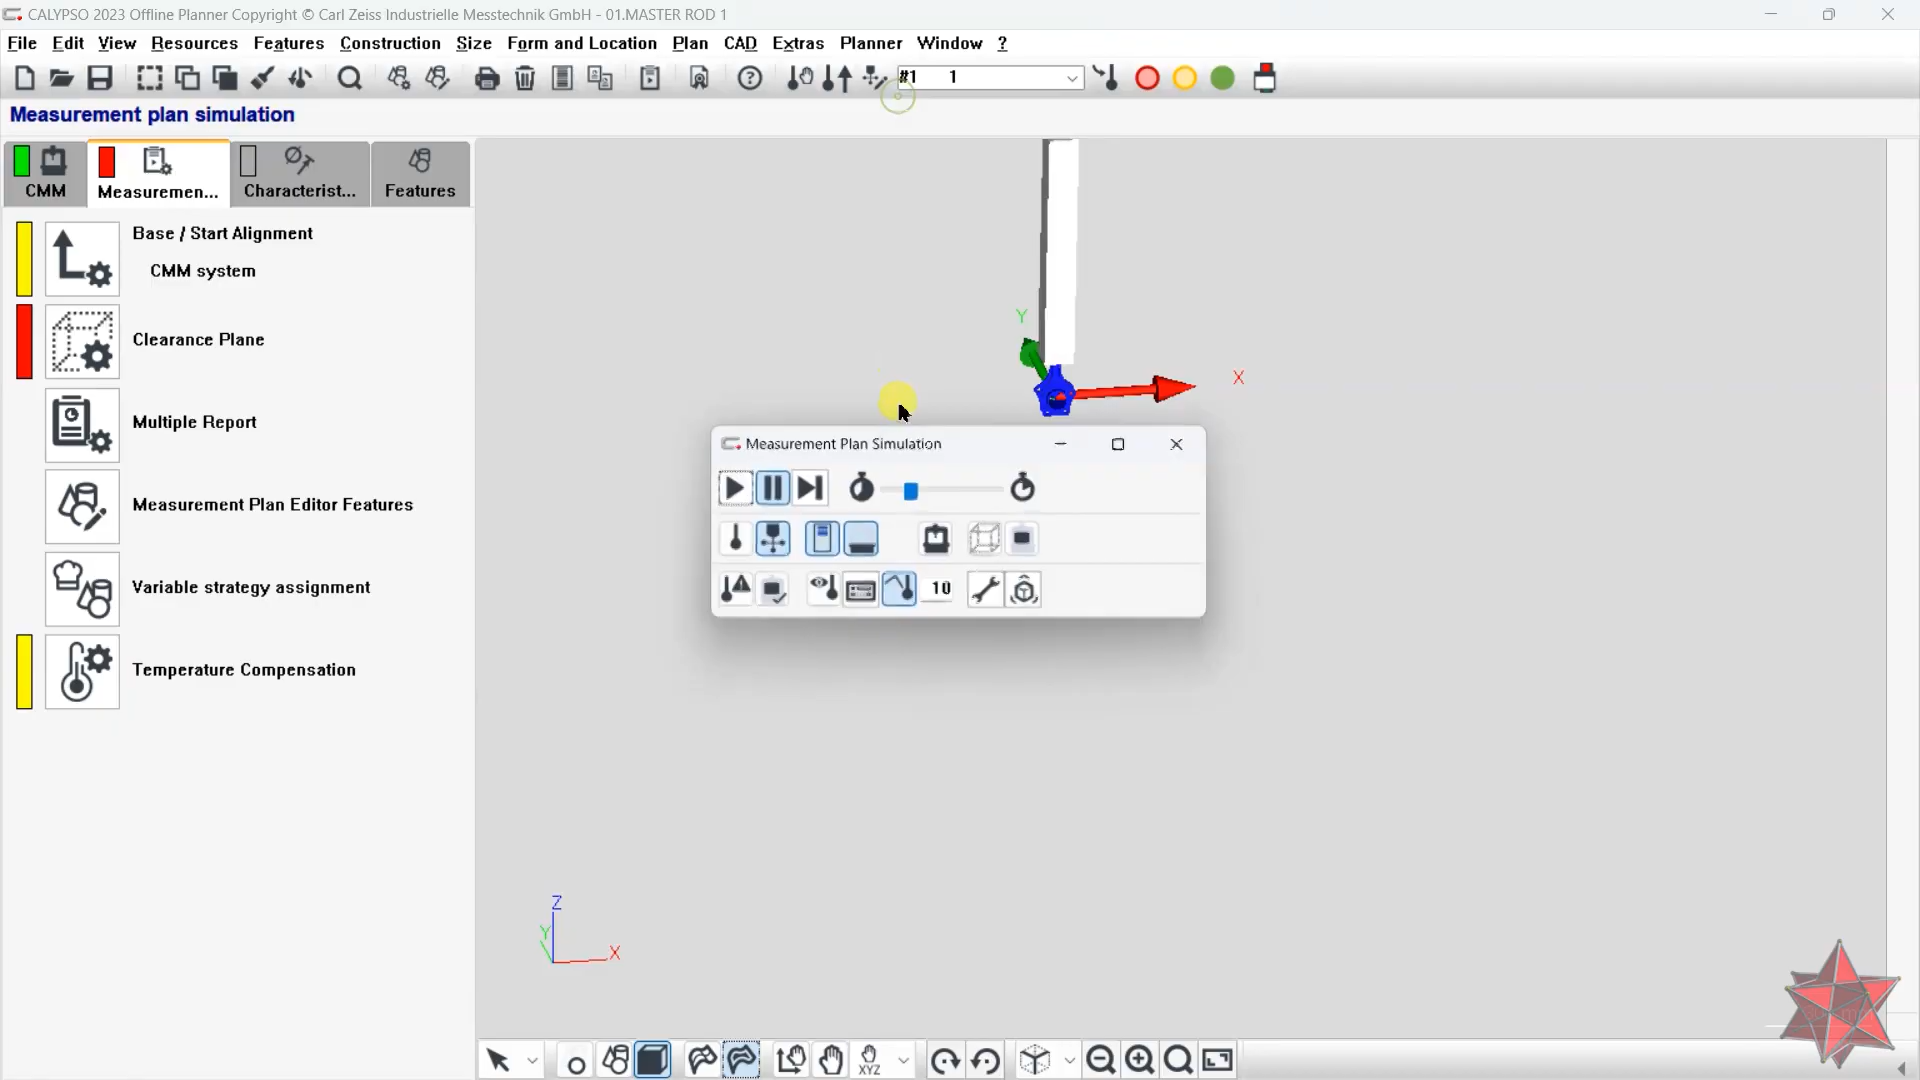 CALYPSO 2023 Offline Planner Copyright © Carl Zeiss Industrielle Messtechnik GmbH - 01.MASTER ROD 1
File Edit View Resources Features Construction Size Form and Location Plan CAD Extras Planner Window ?
#1 1
Measurement plan simulation
CMM
Measuremen...
Characterist...
Features
Base / Start Alignment
CMM system
Clearance Plane
Multiple Report
Measurement Plan Editor Features
Variable strategy assignment
Temperature Compensation
Y
X
Measurement Plan Simulation
10
Z
Y
X
XYZ